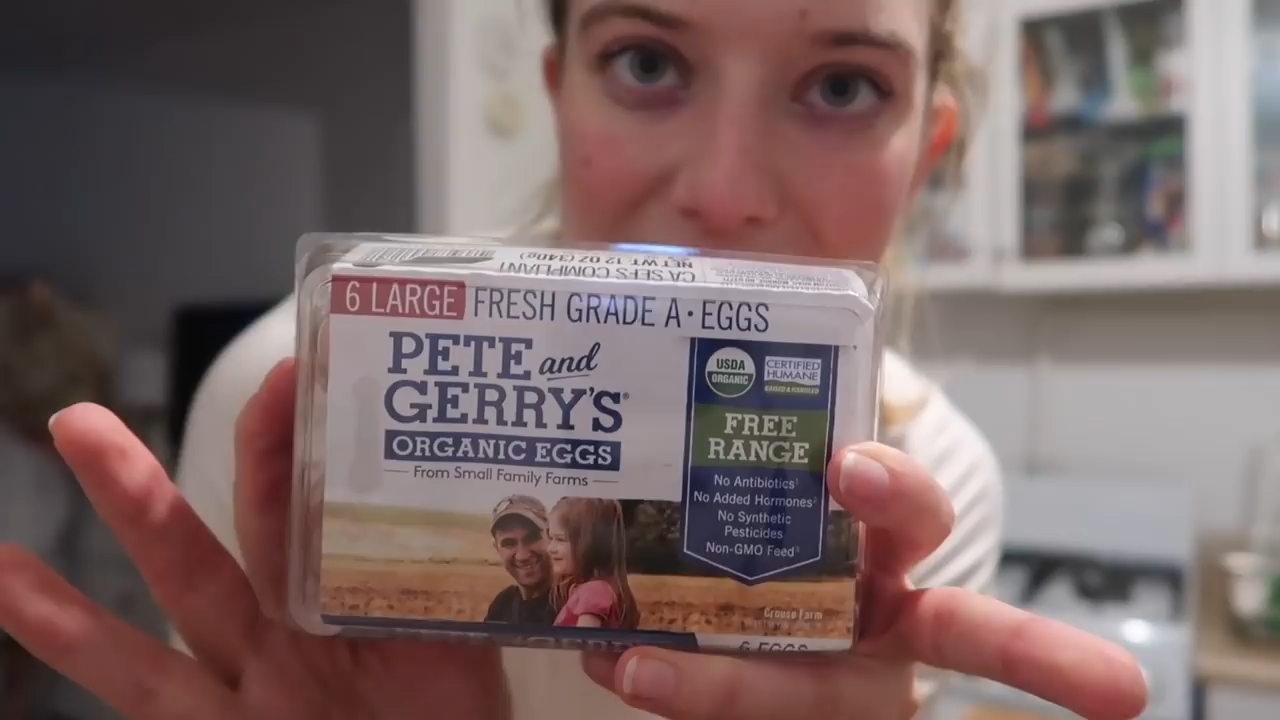 NET WT. 12 OZ (340g)
CA SEFS COMPLIANT
6 LARGE FRESH GRADE A • EGGS
PETE and
GERRY'S®
ORGANIC EGGS
From Small Family Farms
USDA
ORGANIC
CERTIFIED
HUMANE
RAISED & HANDLED
FREE
RANGE
No Antibiotics
No Added Hormones
No Synthetic
Pesticides
Non-GMO Feed
Crouse Farm
6 EGGS